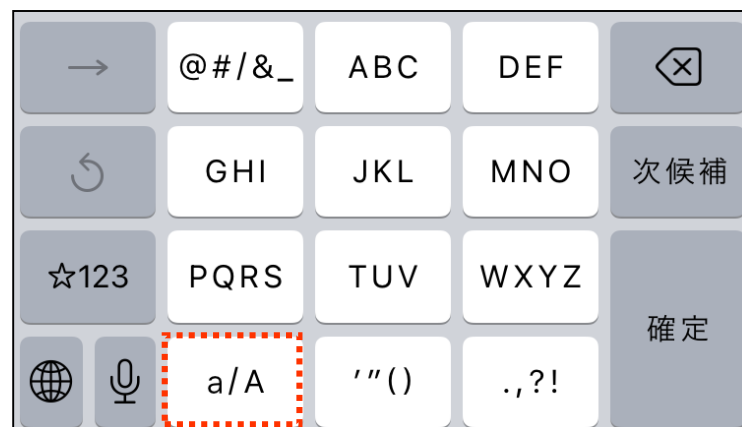 → @#/&_ ABC DEF
GHI JKL MNO 次候補
☆123 PQRS TUV WXYZ
確定
a/A ′″() .,?!